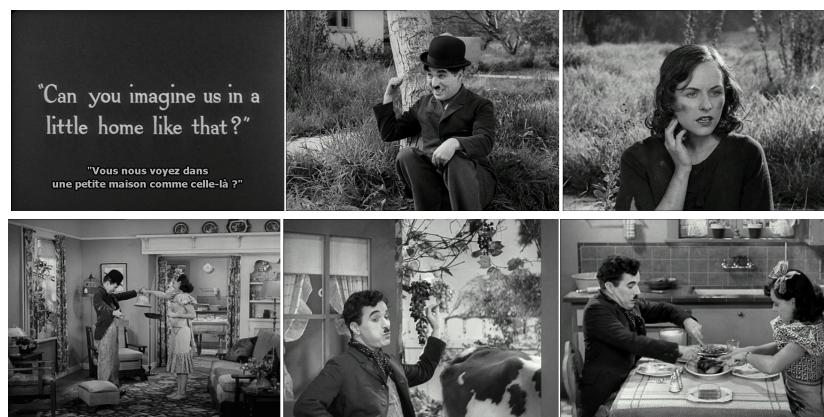 "Can you imagine us in a
little home like that?"
"Vous nous voyez dans
une petite maison comme celle-là ?"